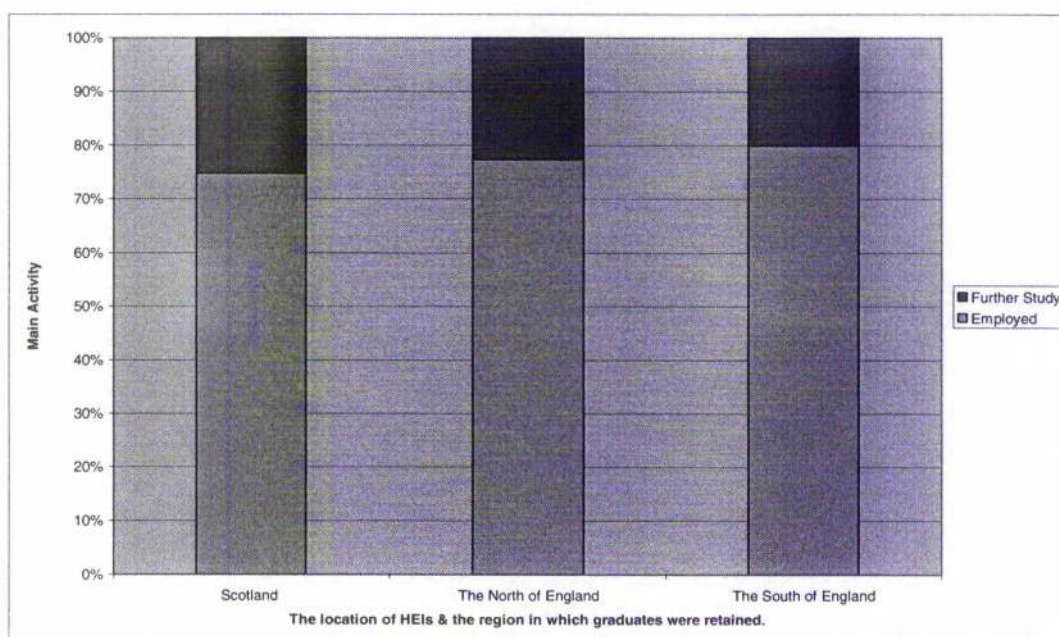 100%
90%
80%
70%
60%
50%
40%
30%
20%
10%
0%
Main Activity
Scotland
The North of England
The South of England
The location of HEIs & the region in which graduates were retained.
Further Study
Employed